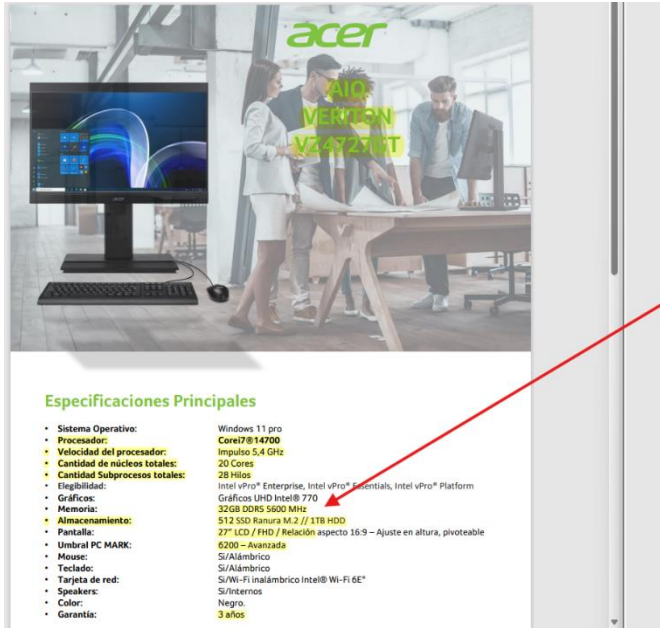 acer
AIO
VERITON
VZ4727GT
acer
Especificaciones Principales
• Sistema Operativo: Windows 11 pro
• Procesador: Corei7®14700
• Velocidad del procesador: Impulso 5,4 GHz
• Cantidad de núcleos totales: 20 Cores
• Cantidad Subprocesos totales: 28 Hilos
• Elegibilidad: Intel vPro® Enterprise, Intel vPro® Essentials, Intel vPro® Platform
• Gráficos: Gráficos UHD Intel® 770
• Memoria: 32GB DDR5 5600 MHz
• Almacenamiento: 512 SSD Ranura M.2 // 1TB HDD
• Pantalla: 27" LCD / FHD / Relación aspecto 16:9 – Ajuste en altura, pivoteable
• Umbral PC MARK: 6200 – Avanzada
• Mouse: Si/Alámbrico
• Teclado: Si/Alámbrico
• Tarjeta de red: Si/Wi-Fi inalámbrico Intel® Wi-Fi 6E"
• Speakers: Si/Internos
• Color: Negro.
• Garantía: 3 años